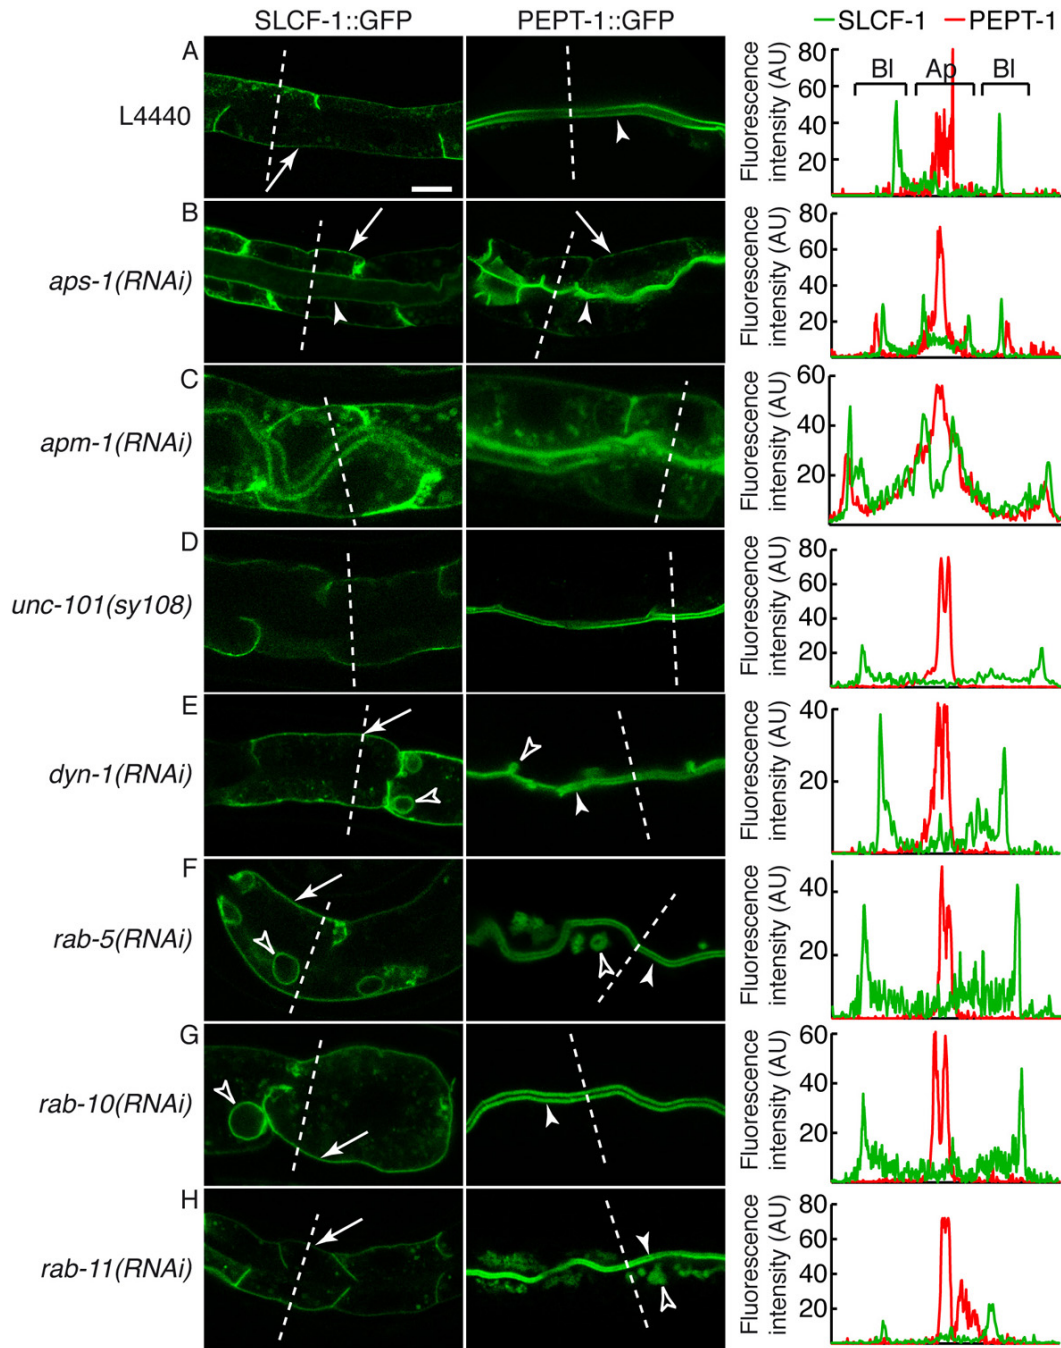 SLCF-1::GFP PEPT-1::GFP SLCF-1 PEPT-1
A
L4440
Fluorescence
intensity (AU)
80
60
40
20
Bl Ap Bl
B
aps-1(RNAi)
Fluorescence
intensity (AU)
80
60
40
20
C
apm-1(RNAi)
Fluorescence
intensity (AU)
60
40
20
D
unc-101(sy108)
Fluorescence
intensity (AU)
80
60
40
20
E
dyn-1(RNAi)
Fluorescence
intensity (AU)
40
20
F
rab-5(RNAi)
Fluorescence
intensity (AU)
40
20
G
rab-10(RNAi)
Fluorescence
intensity (AU)
60
40
20
H
rab-11(RNAi)
Fluorescence
intensity (AU)
80
60
40
20